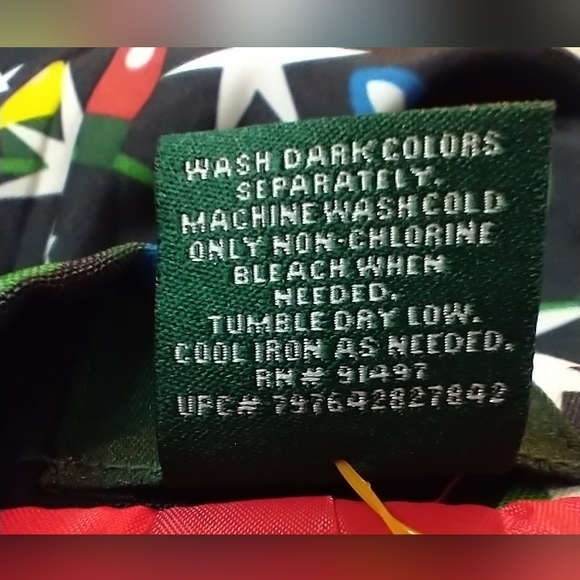 WASH DARK COLORS
SEPARATELY.
MACHINE WASH COLD
ONLY NON-CHLORINE
BLEACH WHEN
NEEDED.
TUMBLE DRY LOW.
COOL IRON AS NEEDED.
RN# 91497
UPC# 797642827842